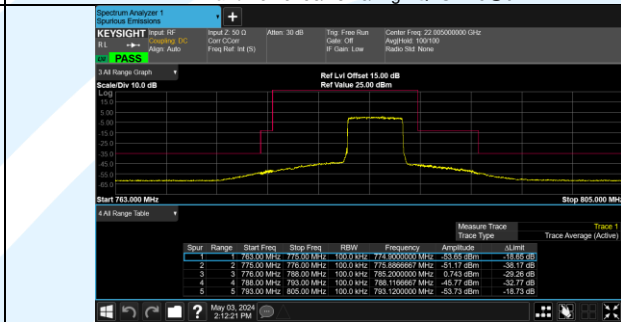 Spectrum Analyzer 1
Spurious Emissions
+
KEYSIGHT Input: RF Input Z: 50 Ω Atten: 30 dB Trig: Free Run Center Freq: 22.005000000 GHz
RL Coupling: DC Corr CCorr Gate: Off Avg|Hold: 100/100
Align: Auto Freq Ref: Int (S) IF Gain: Low Radio Std: None
PASS
3 All Range Graph Ref Lvl Offset 15.00 dB
Scale/Div 10.0 dB Ref Value 25.00 dBm
Log
15.0
5.00
-5.00
-15.0
-25.0
-35.0
-45.0
-55.0
-65.0
Start 763.000 MHz Stop 805.000 MHz
4 All Range Table
Measure Trace Trace 1
Trace Type Trace Average (Active)
Spur Range Start Freq Stop Freq RBW Frequency Amplitude ΔLimit
1 1 763.00 MHz 775.00 MHz 100.0 kHz 774.9000000 MHz -53.65 dBm -18.65 dB
2 2 775.00 MHz 776.00 MHz 100.0 kHz 775.8866667 MHz -51.17 dBm -38.17 dB
3 3 776.00 MHz 788.00 MHz 100.0 kHz 785.2000000 MHz 0.743 dBm -29.26 dB
4 4 788.00 MHz 793.00 MHz 100.0 kHz 788.1166667 MHz -45.77 dBm -32.77 dB
5 5 793.00 MHz 805.00 MHz 100.0 kHz 793.1200000 MHz -53.73 dBm -18.73 dB
?
May 03, 2024
2:12:21 PM